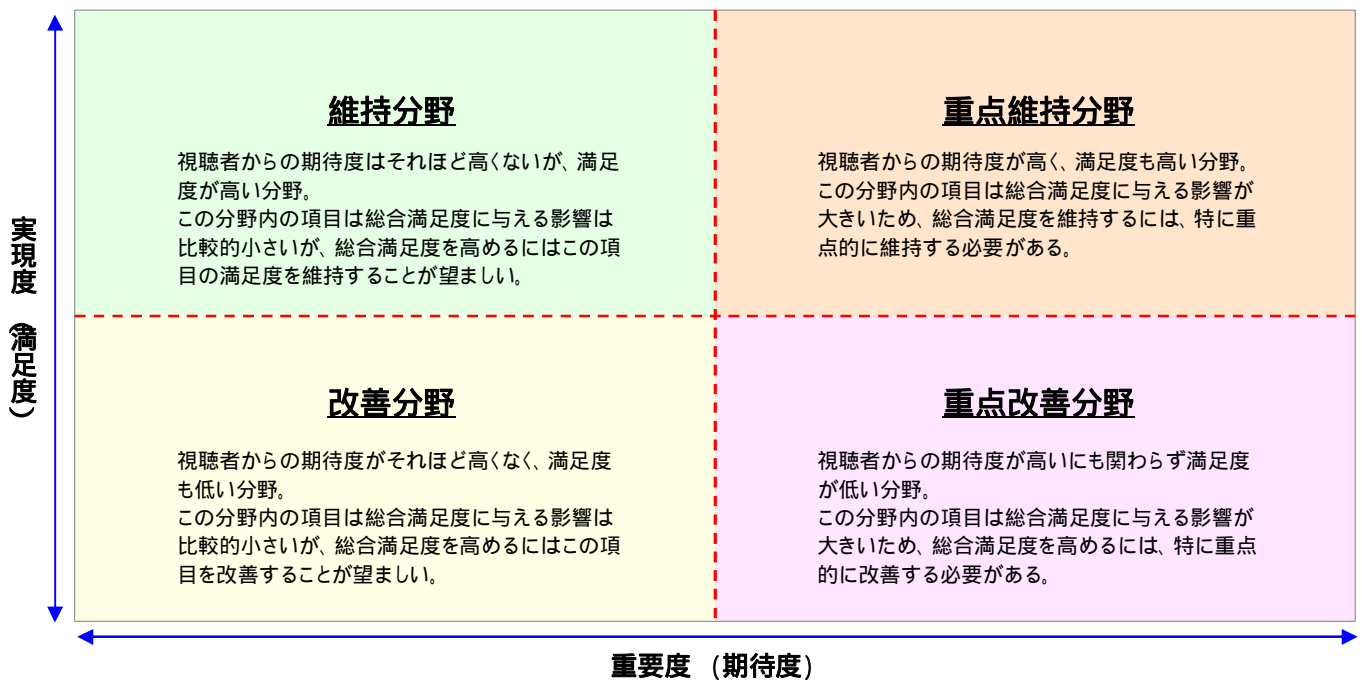 維持分野
視聴者からの期待度はそれほど高くないが、満足
度が高い分野。
この分野内の項目は総合満足度に与える影響は
比較的小さいが、総合満足度を高めるにはこの項
目の満足度を維持することが望ましい。
重点維持分野
視聴者からの期待度が高く、満足度も高い分野。
この分野内の項目は総合満足度に与える影響が
大きいため、総合満足度を維持するには、特に重
点的に維持する必要がある。
実現度 (満足度)
改善分野
視聴者からの期待度がそれほど高くなく、満足度
も低い分野。
この分野内の項目は総合満足度に与える影響は
比較的小さいが、総合満足度を高めるにはこの項
目を改善することが望ましい。
重点改善分野
視聴者からの期待度が高いにも関わらず満足度
が低い分野。
この分野内の項目は総合満足度に与える影響が
大きいため、総合満足度を高めるには、特に重点
的に改善する必要がある。
重要度 (期待度)